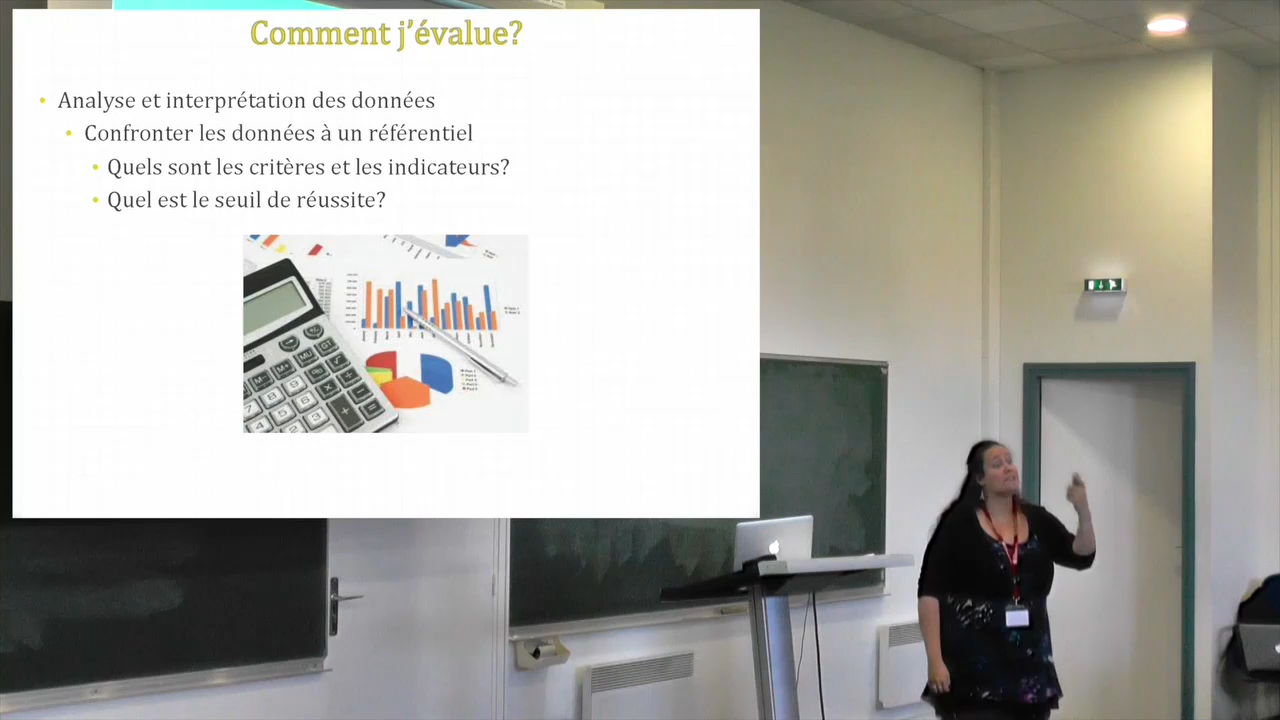 Comment j'évalue?
• Analyse et interprétation des données
• Confronter les données à un référentiel
• Quels sont les critères et les indicateurs?
• Quel est le seuil de réussite?